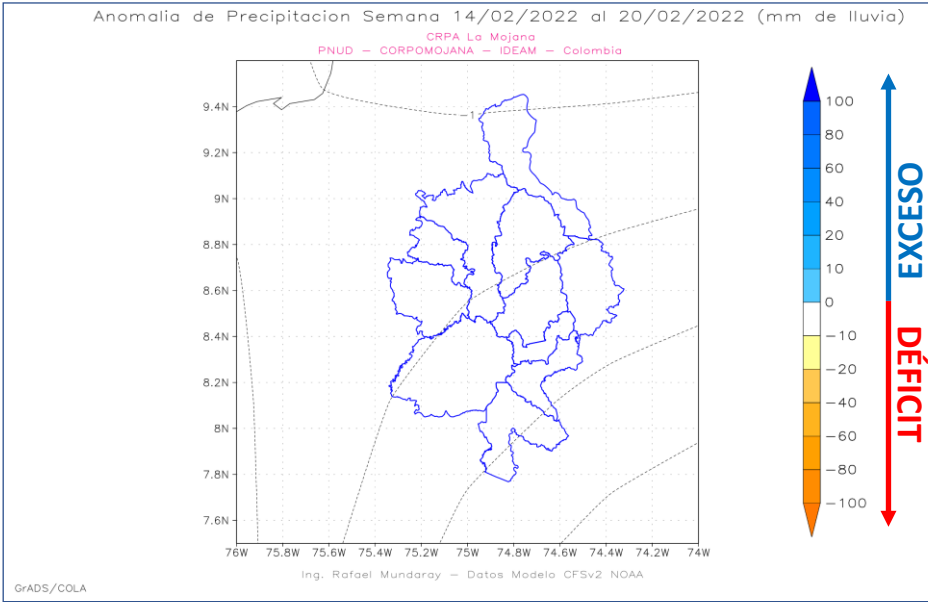 Anomalia de Precipitacion Semana 14/02/2022 al 20/02/2022 (mm de lluvia)
CRPA La Mojana
PNUD – CORPOMOJANA – IDEAM – Colombia
9.4N
9.2N
9N
8.8N
8.6N
8.4N
8.2N
8N
7.8N
7.6N
-1
76W 75.8W 75.6W 75.4W 75.2W 75W 74.8W 74.6W 74.4W 74.2W 74W
100
80
60
40
20
10
0
−10
−20
−40
−60
−80
−100
EXCESO
DÉFICIT
Ing. Rafael Mundaray – Datos Modelo CFSv2 NOAA
GrADS/COLA